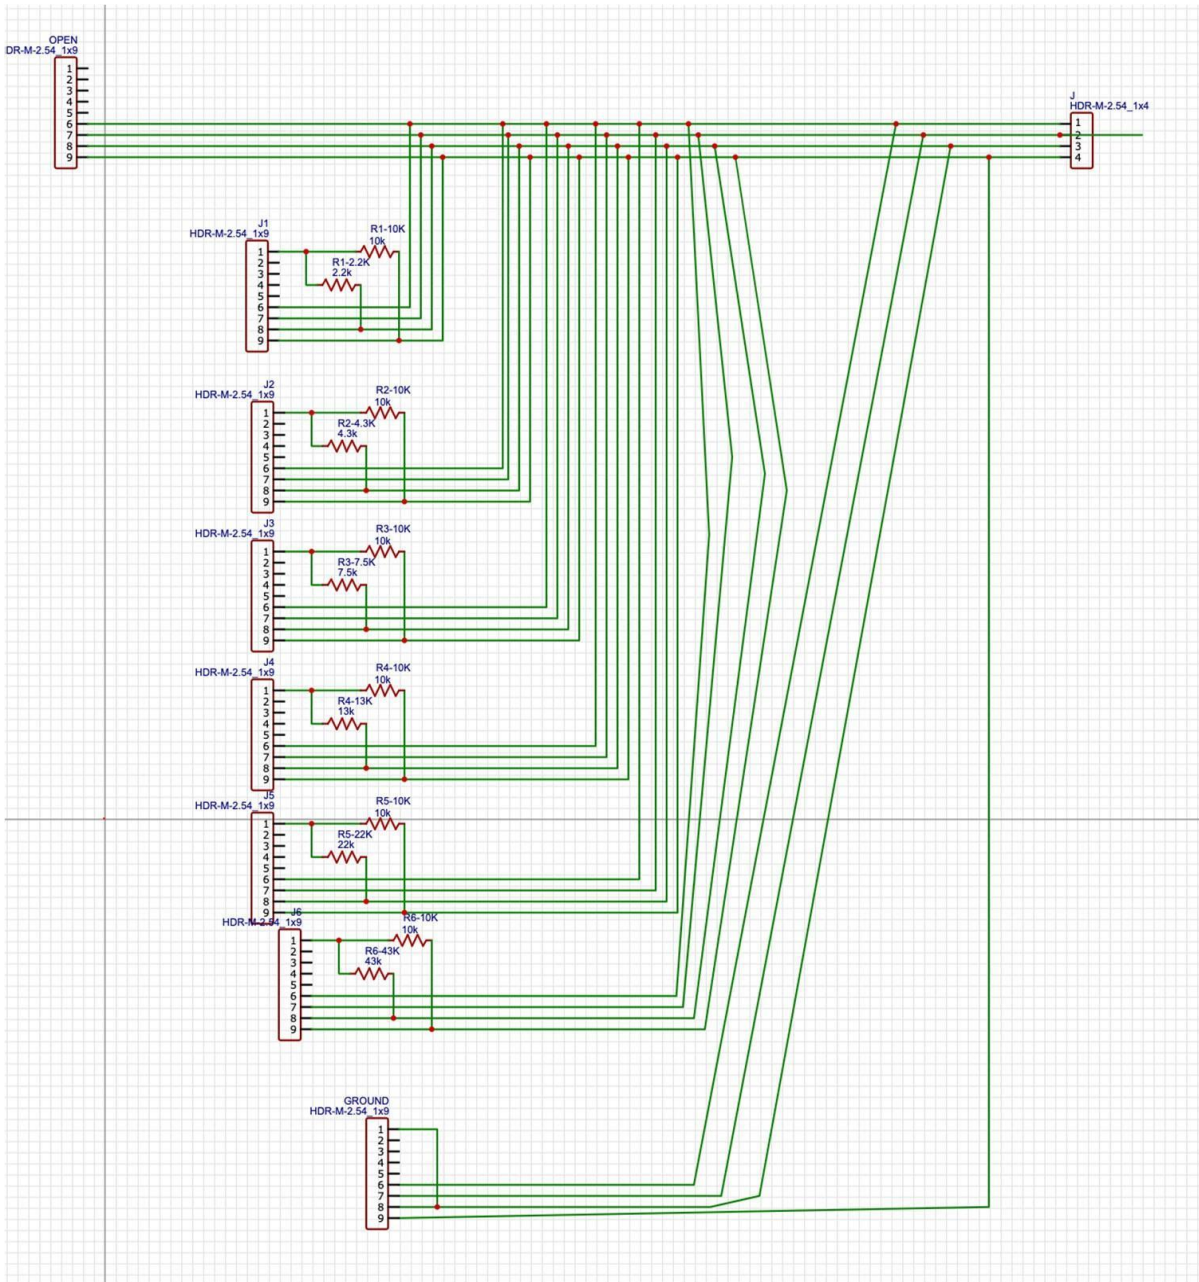 OPEN
DR-M-2.54_1x9
1
2
3
4
5
6
7
8
9
J
HDR-M-2.54_1x4
1
2
3
4
J1
HDR-M-2.54_1x9
1
2
3
4
5
6
7
8
9
R1-10K
10k
R1-2.2K
2.2k
J2
HDR-M-2.54_1x9
1
2
3
4
5
6
7
8
9
R2-10K
10k
R2-4.3K
4.3k
J3
HDR-M-2.54_1x9
1
2
3
4
5
6
7
8
9
R3-10K
10k
R3-7.5K
7.5k
J4
HDR-M-2.54_1x9
1
2
3
4
5
6
7
8
9
R4-10K
10k
R4-13K
13k
J5
HDR-M-2.54_1x9
1
2
3
4
5
6
7
8
9
R5-10K
10k
R5-22K
22k
J6
HDR-M-2.54_1x9
1
2
3
4
5
6
7
8
9
R6-10K
10k
R6-43K
43k
GROUND
HDR-M-2.54_1x9
1
2
3
4
5
6
7
8
9